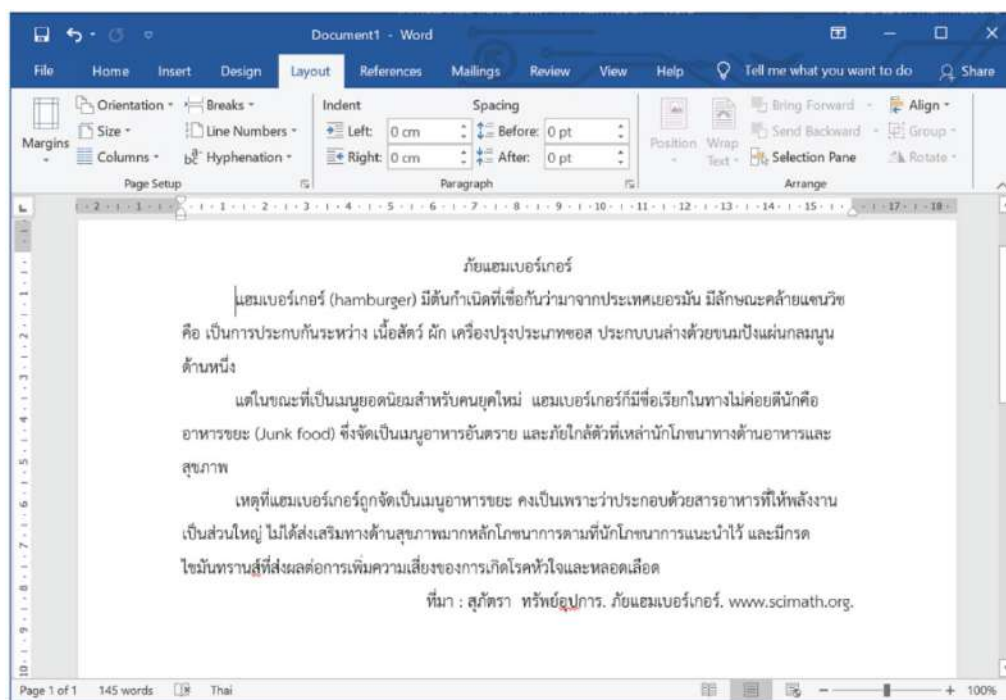 Document1 - Word
File Home Insert Design Layout References Mailings Review View Help Tell me what you want to do Share
Margins Orientation Breaks Indent Spacing Position Wrap Text Bring Forward Align
Size Line Numbers Left: 0 cm Before: 0 pt Send Backward Group
Columns Hyphenation Right: 0 cm After: 0 pt Selection Pane Rotate
Page Setup Paragraph Arrange
2 1 1 2 3 4 5 6 7 8 9 10 11 12 13 14 15 17 18
ภัยแฮมเบอร์เกอร์
แฮมเบอร์เกอร์ (hamburger) มีต้นกำเนิดที่เชื่อกันว่ามาจากประเทศเยอรมัน มีลักษณะคล้ายแซนวิช
คือ เป็นการประกบกันระหว่าง เนื้อสัตว์ ผัก เครื่องปรุงประเภทซอส ประกบบนล่างด้วยขนมปังแผ่นกลมนูน
ด้านหนึ่ง
แต่ในขณะที่เป็นเมนูยอดนิยมสำหรับคนยุคใหม่ แฮมเบอร์เกอร์ก็มีชื่อเรียกในทางไม่ค่อยดีนักคือ
อาหารขยะ (Junk food) ซึ่งจัดเป็นเมนูอาหารอันตราย และภัยใกล้ตัวที่เหล่านักโภชนาทางด้านอาหารและ
สุขภาพ
เหตุที่แฮมเบอร์เกอร์ถูกจัดเป็นเมนูอาหารขยะ คงเป็นเพราะว่าประกอบด้วยสารอาหารที่ให้พลังงาน
เป็นส่วนใหญ่ ไม่ได้ส่งเสริมทางด้านสุขภาพมากหลักโภชนาการตามที่นักโภชนาการแนะนำไว้ และมีกรด
ไขมันทรานส์ที่ส่งผลต่อการเพิ่มความเสี่ยงของการเกิดโรคหัวใจและหลอดเลือด
ที่มา : สุภัตรา ทรัพย์อุปการ. ภัยแฮมเบอร์เกอร์. www.scimath.org.
Page 1 of 1 145 words Thai 100%